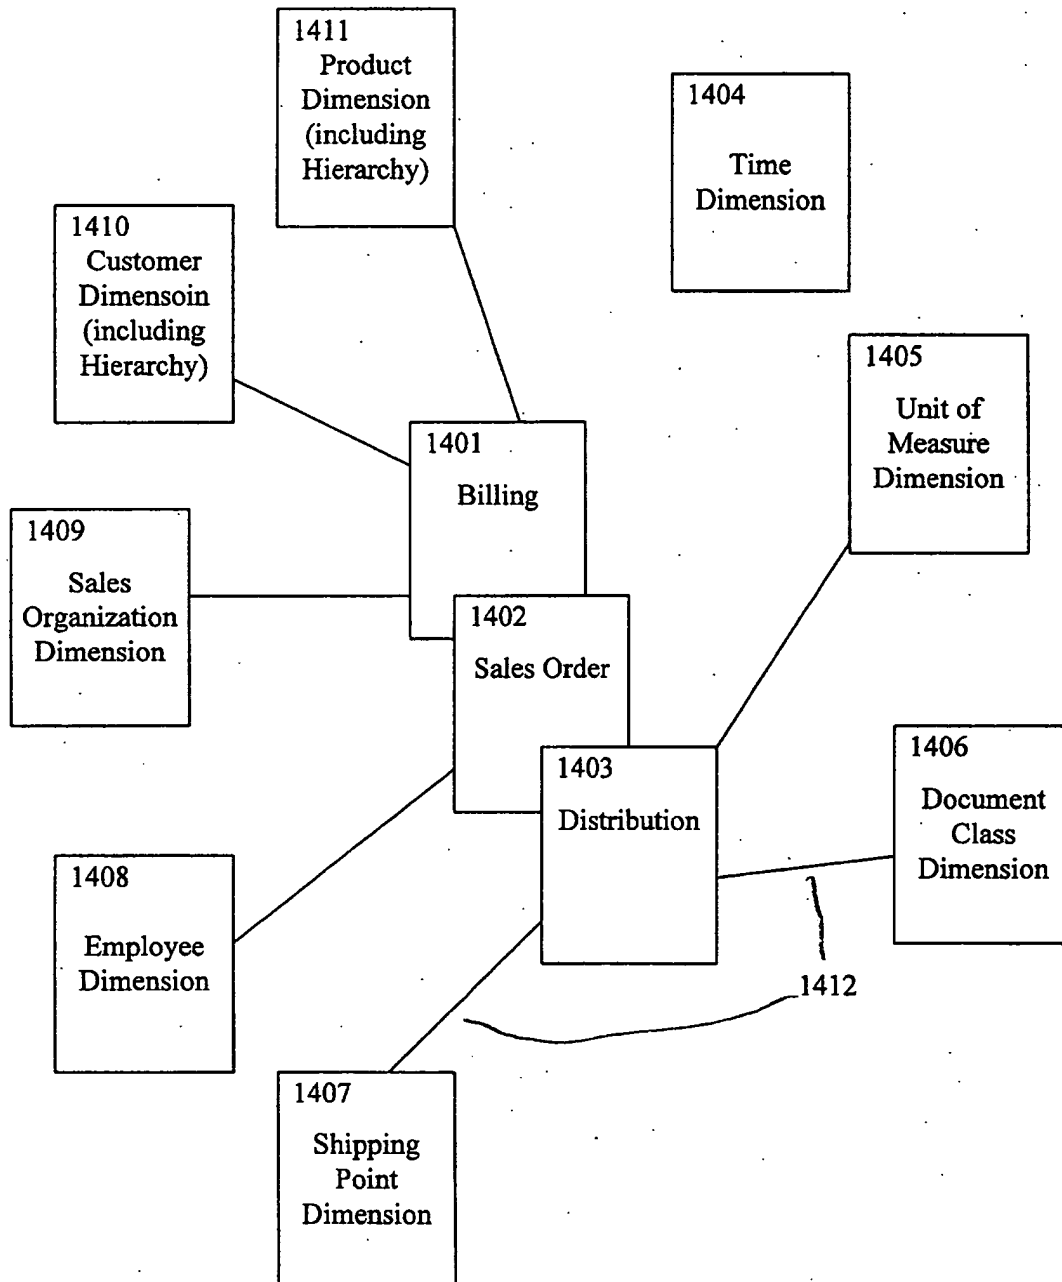 1411
Product
Dimension
(including
Hierarchy)
1404
Time
Dimension
1410
Customer
Dimensoin
(including
Hierarchy)
1405
Unit of
Measure
Dimension
1401
Billing
1409
Sales
Organization
Dimension
1402
Sales Order
1406
Document
Class
Dimension
1403
Distribution
1408
Employee
Dimension
1412
1407
Shipping
Point
Dimension